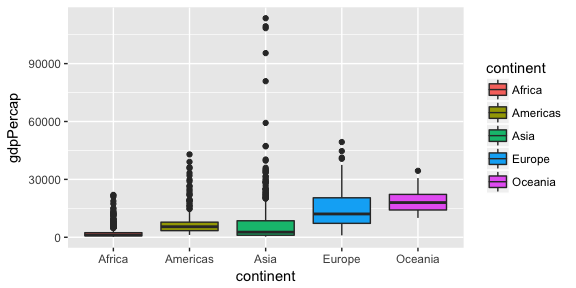 gdpPercap
90000
60000
30000
0
Africa Americas Asia Europe Oceania
continent
continent
Africa
Americas
Asia
Europe
Oceania